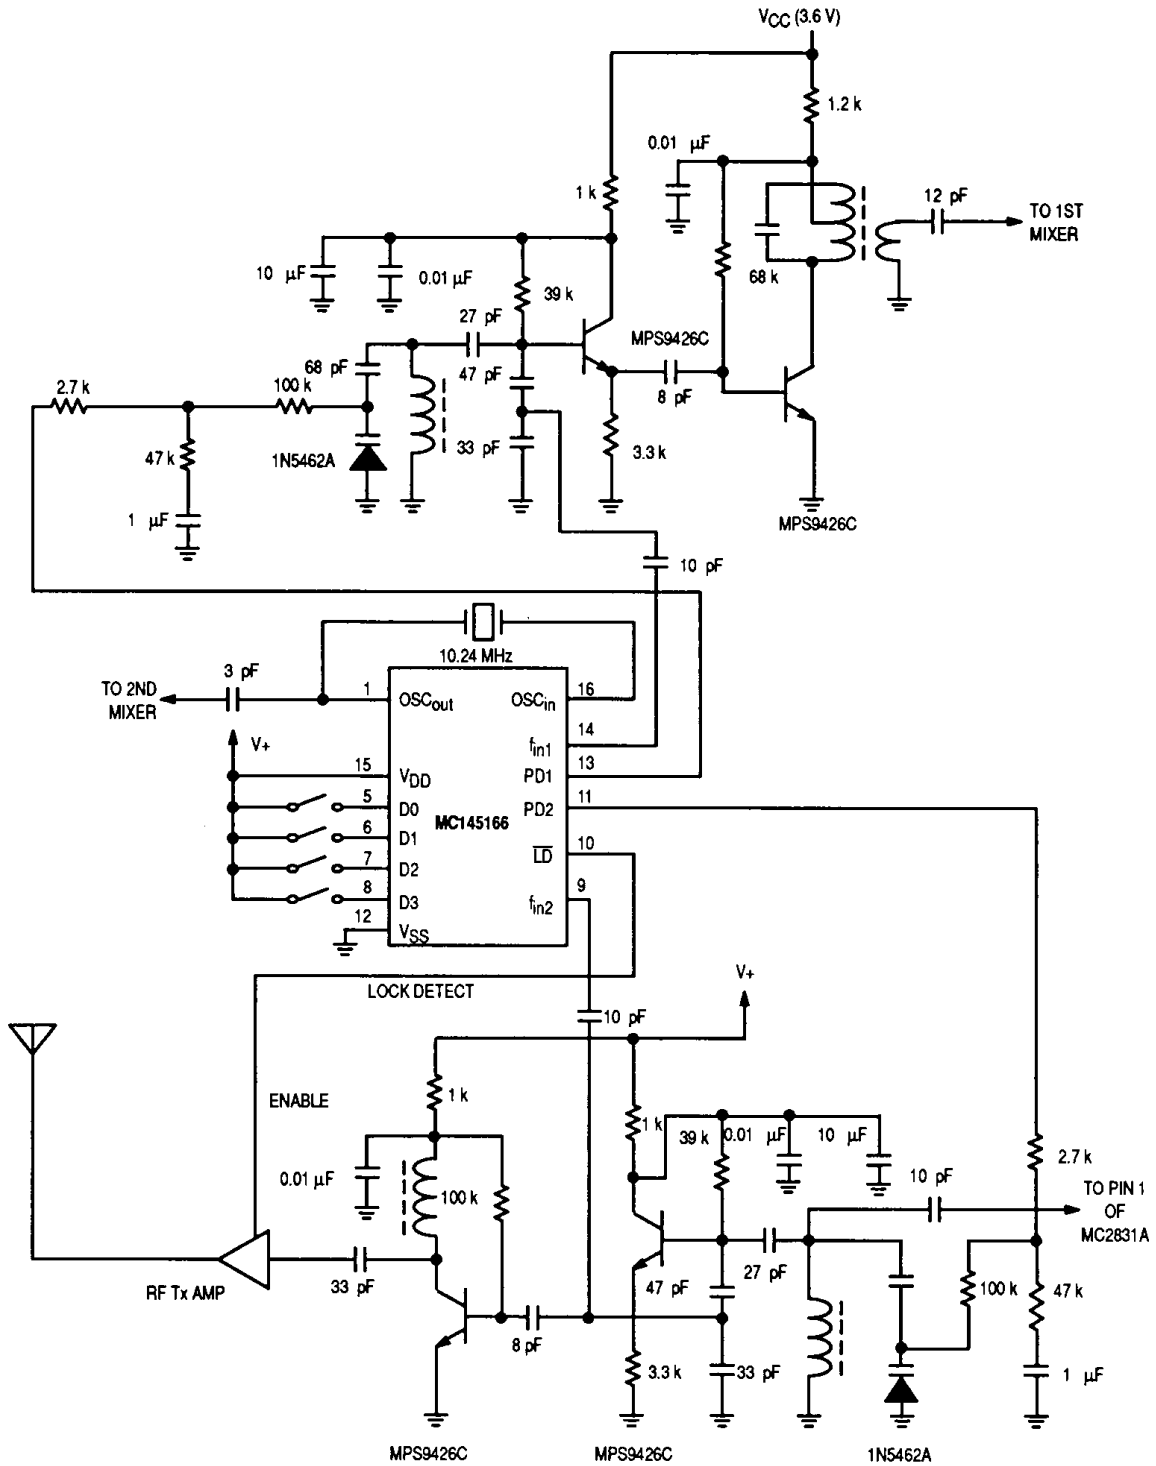 VCC (3.6 V)
1.2 k
0.01 µF
1 k
12 pF
TO 1ST
MIXER
10 µF
0.01 µF
39 k
68 k
27 pF
MPS9426C
68 pF
47 pF
8 pF
2.7 k
100 k
47 k
1N5462A
33 pF
3.3 k
1 µF
MPS9426C
10 pF
10.24 MHz
3 pF
TO 2ND
MIXER
1
OSCout
OSCin
16
14
fin1
V+
15
VDD
PD1
13
5
D0
PD2
11
MC145166
6
D1
7
D2
LD
10
8
D3
fin2
9
12
VSS
LOCK DETECT
V+
10 pF
ENABLE
1 k
1 k
39 k
0.01 µF
10 µF
2.7 k
0.01 µF
100 k
10 pF
TO PIN 1
OF
MC2831A
RF Tx AMP
33 pF
47 pF
27 pF
100 k
47 k
8 pF
3.3 k
33 pF
1 µF
MPS9426C
MPS9426C
1N5462A